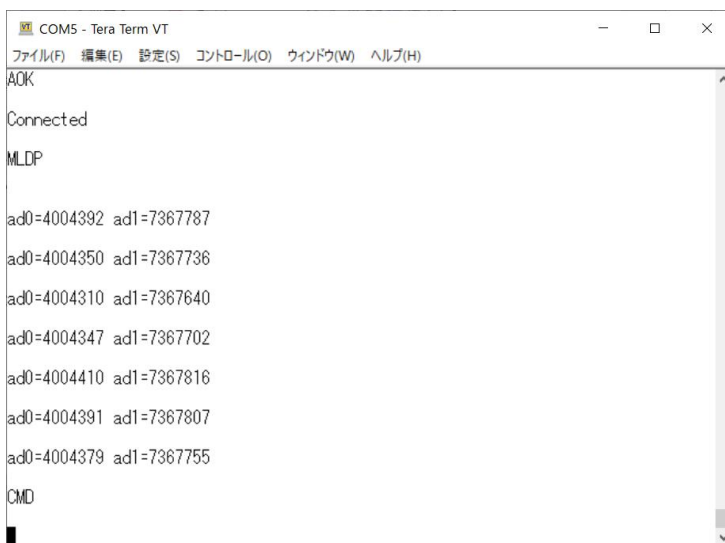 COM5 - Tera Term VT
ファイル(F) 編集(E) 設定(S) コントロール(O) ウィンドウ(W) ヘルプ(H)
AOK
Connected
MLDP
ad0=4004392 ad1=7367787
ad0=4004350 ad1=7367736
ad0=4004310 ad1=7367640
ad0=4004347 ad1=7367702
ad0=4004410 ad1=7367816
ad0=4004391 ad1=7367807
ad0=4004379 ad1=7367755
CMD